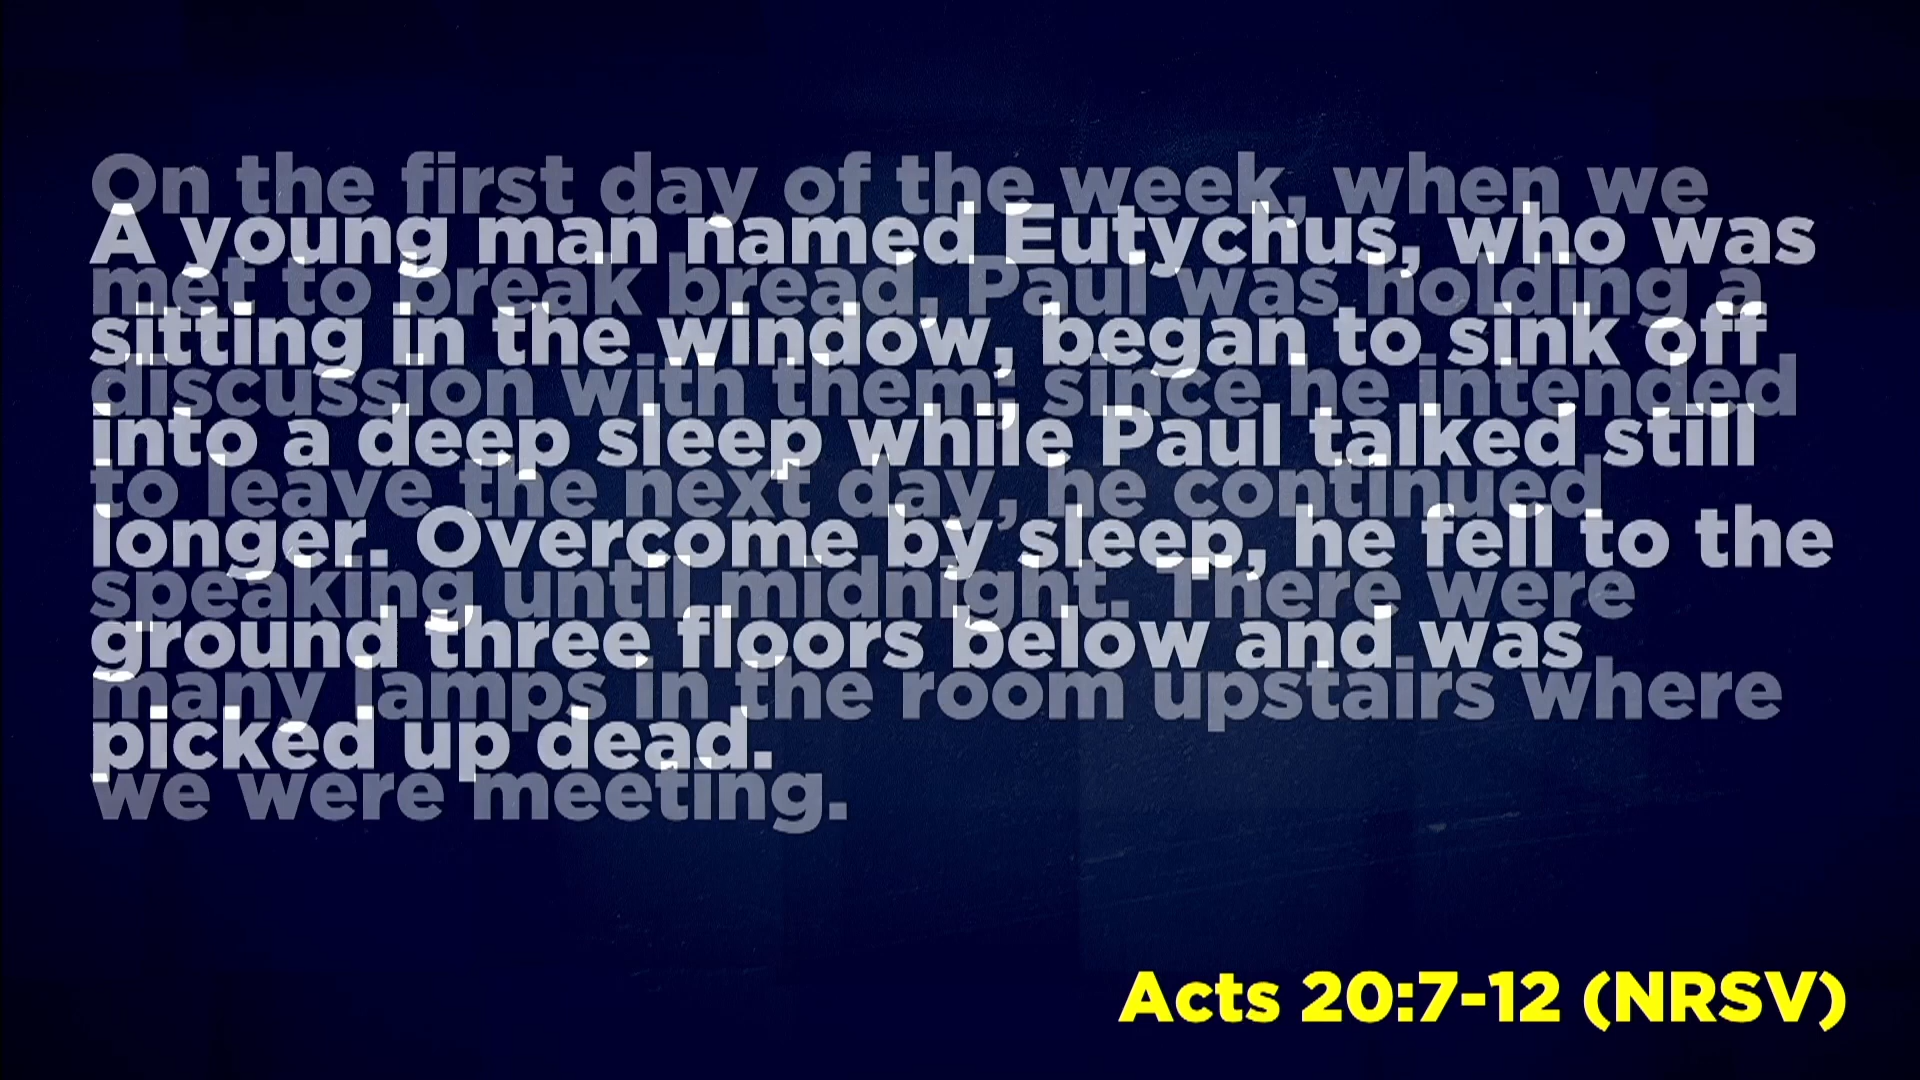 On the first day of the week, when we
met to break bread, Paul was holding a
discussion with them; since he intended
to leave the next day, he continued
speaking until midnight. There were
many lamps in the room upstairs where
we were meeting.
A young man named Eutychus, who was
sitting in the window, began to sink off
into a deep sleep while Paul talked still
longer. Overcome by sleep, he fell to the
ground three floors below and was
picked up dead.
Acts 20:7-12 (NRSV)